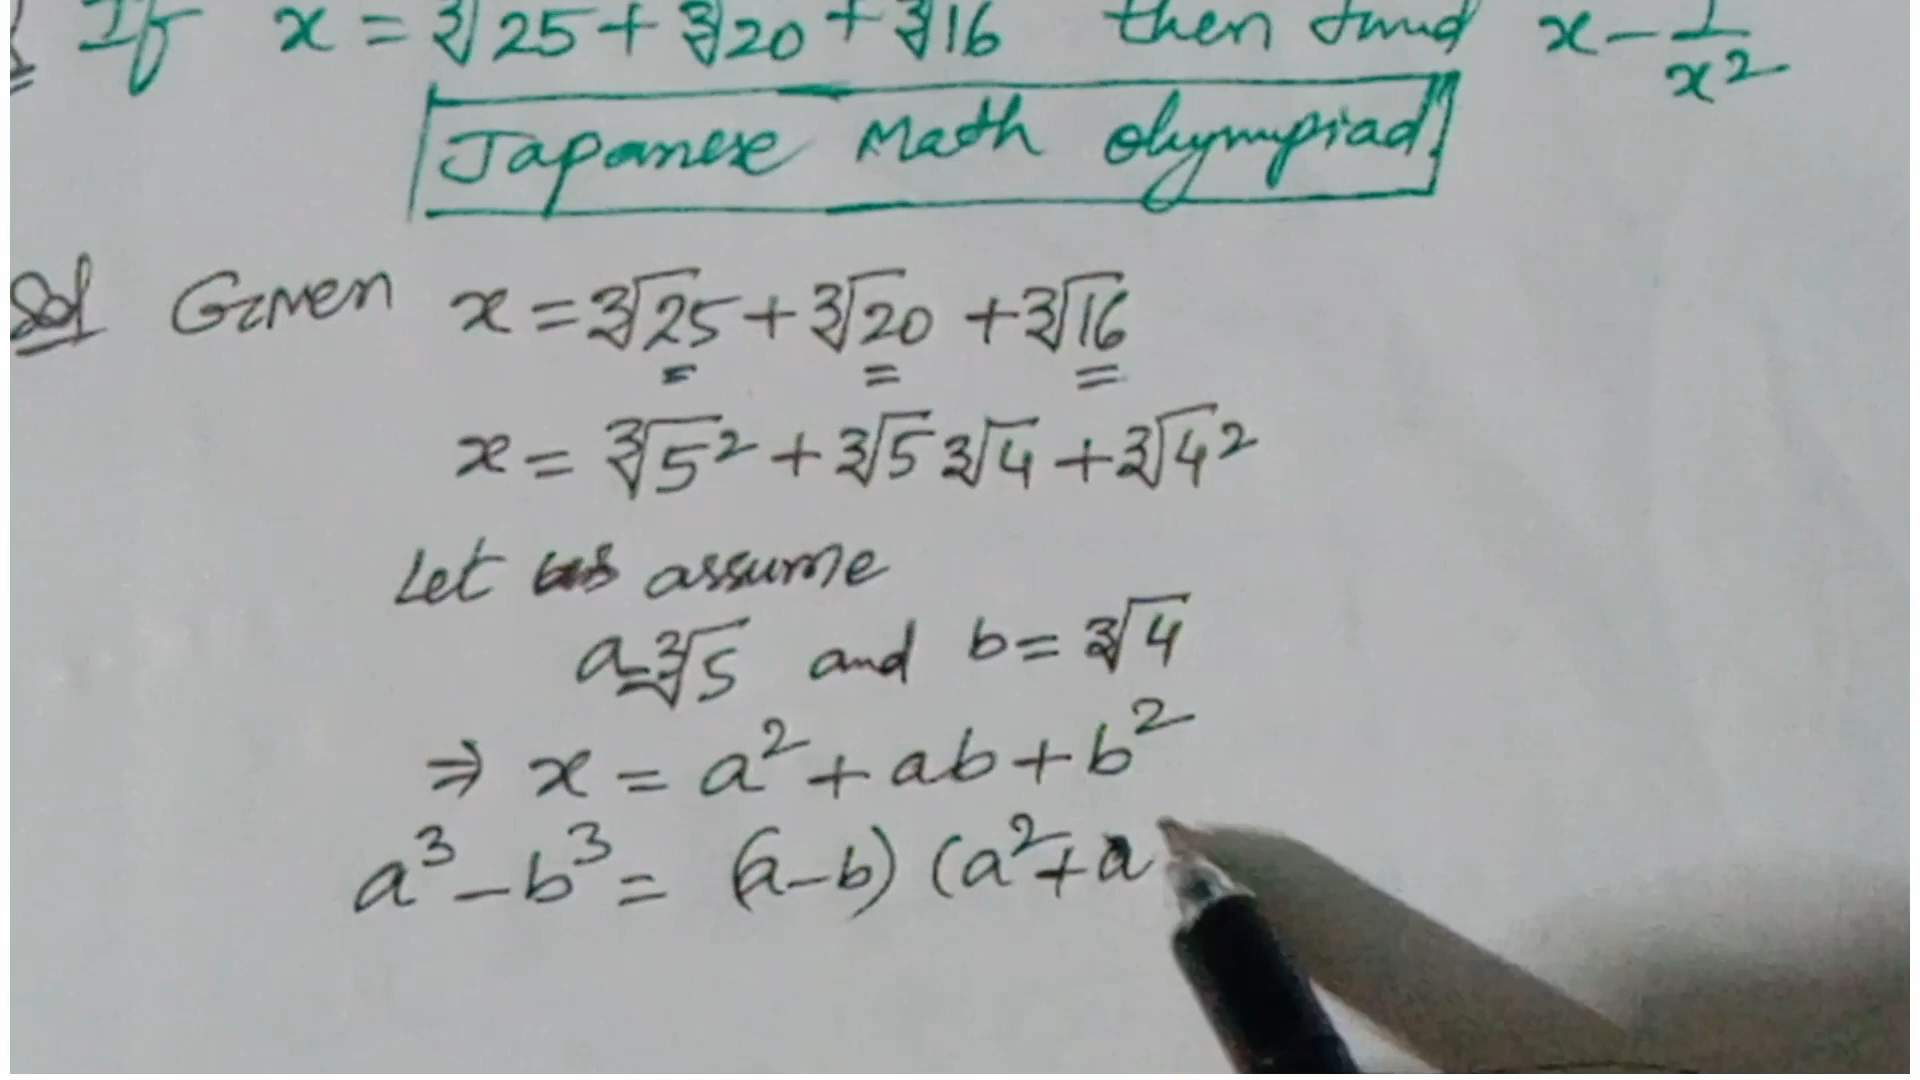 If x = ∛25 + ∛20 + ∛16 then find x - 1/x²
Japanese Math Olympiad
Sol Given x = ∛25 + ∛20 + ∛16
x = ∛5² + ∛5 ∛4 + ∛4²
Let us assume
a = ∛5 and b = ∛4
⇒ x = a² + ab + b²
a³ - b³ = (a - b) (a² + a